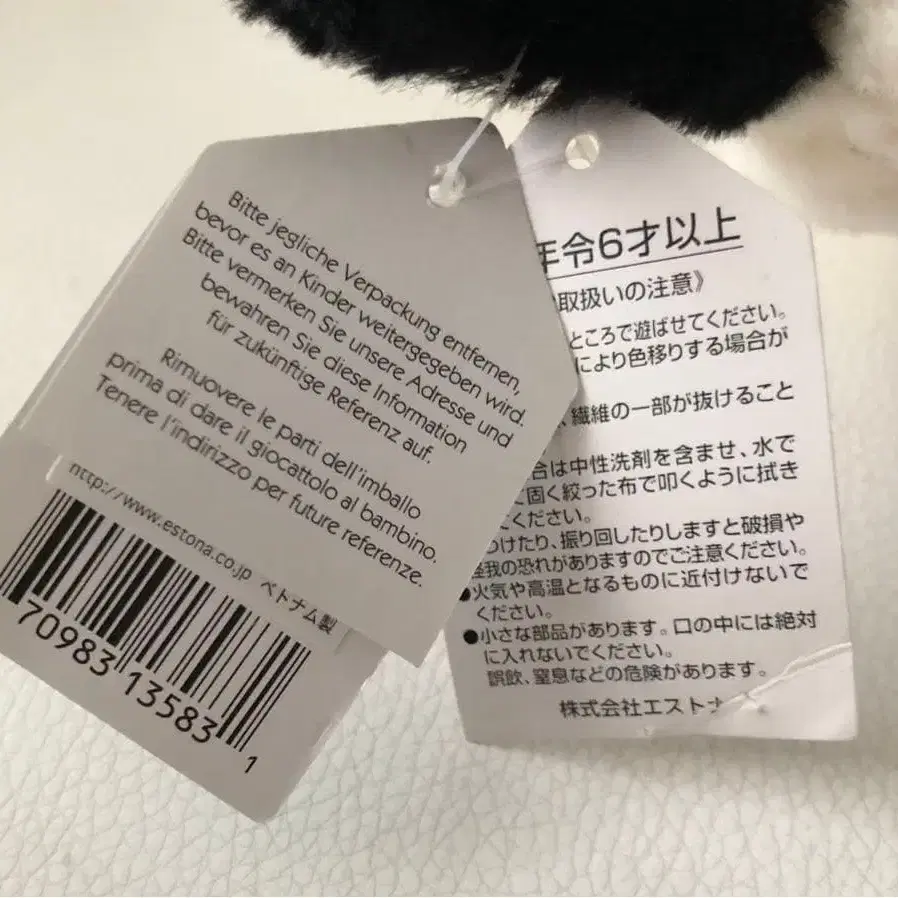 Bitte jegliche Verpackung entfernen,
bevor es an Kinder weitergegeben wird.
Bitte vermerken Sie unsere Adresse und
bewahren Sie diese Information
für zukünftige Referenz auf.
Rimuovere le parti dell'imballo
prima di dare il giocattolo al bambino.
Tenere l'indirizzo per future referenze.
http://www.estona.co.jp ベトナム製
70983 13583 1
年令6才以上
取扱いの注意》
ところで遊ばせてください。
により色移りする場合が
、繊維の一部が抜けること
合は中性洗剤を含ませ、水で
固く絞った布で叩くように拭き
ください。
つけたり、振り回したりしますと破損や
怪我の恐れがありますのでご注意ください。
●火気や高温となるものに近付けないで
ください。
●小さな部品があります。口の中には絶対
に入れないでください。
誤飲、窒息などの危険があります。
株式会社エストナ